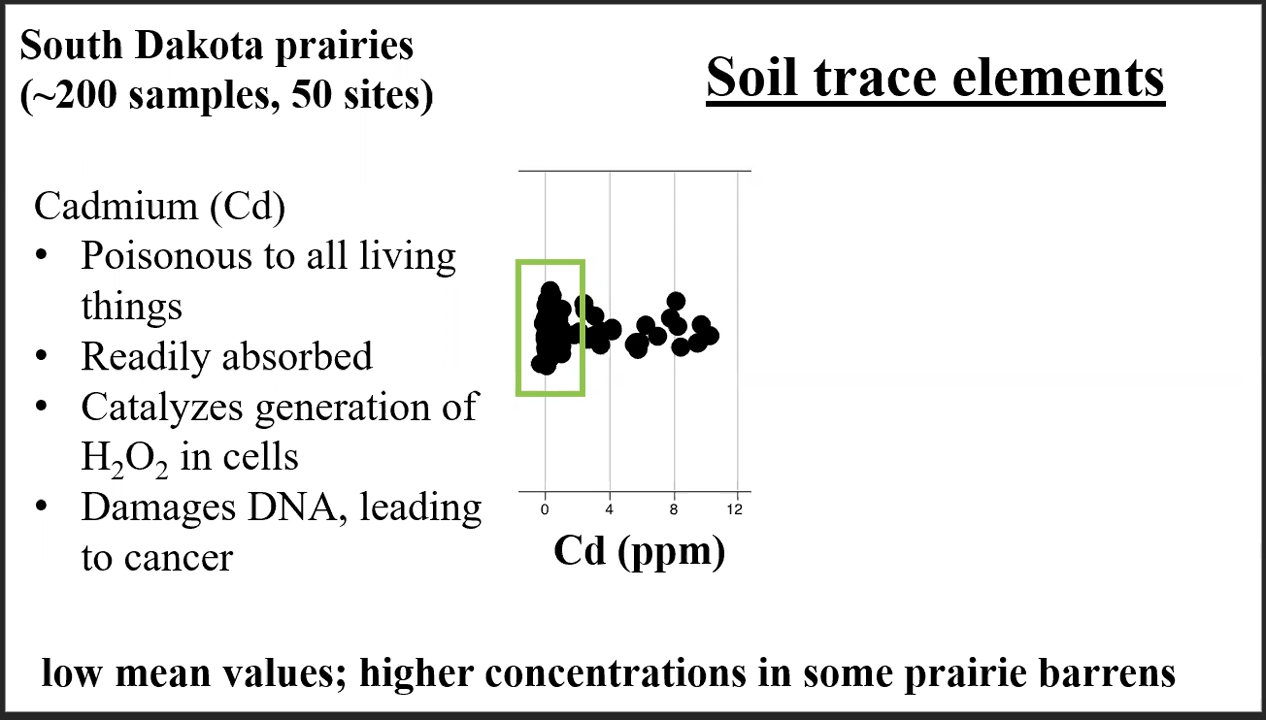 South Dakota prairies
(~200 samples, 50 sites)
Soil trace elements
Cadmium (Cd)
• Poisonous to all living
things
• Readily absorbed
• Catalyzes generation of
H₂O₂ in cells
• Damages DNA, leading
to cancer
0 4 8 12
Cd (ppm)
low mean values; higher concentrations in some prairie barrens